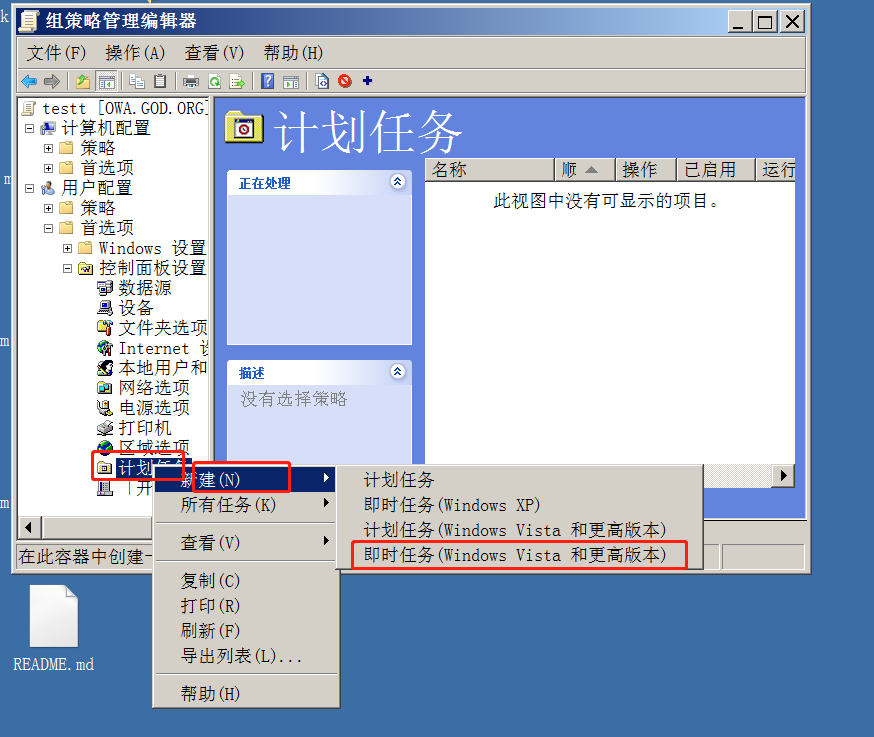 k
组策略管理编辑器
文件(F) 操作(A) 查看(V) 帮助(H)
testt [OWA.GOD.ORG]
计算机配置
策略
首选项
用户配置
策略
首选项
Windows 设置
控制面板设置
数据源
设备
文件夹选项
Internet 设
本地用户和
网络选项
电源选项
打印机
区域选项
计划任务
「开
计划任务
正在处理
描述
没有选择策略
名称 顺 操作 已启用 运行
此视图中没有可显示的项目。
m
m
m
新建(N)
所有任务(K)
查看(V)
复制(C)
打印(R)
刷新(F)
导出列表(L)...
帮助(H)
计划任务
即时任务(Windows XP)
计划任务(Windows Vista 和更高版本)
即时任务(Windows Vista 和更高版本)
在此容器中创建一
README.md